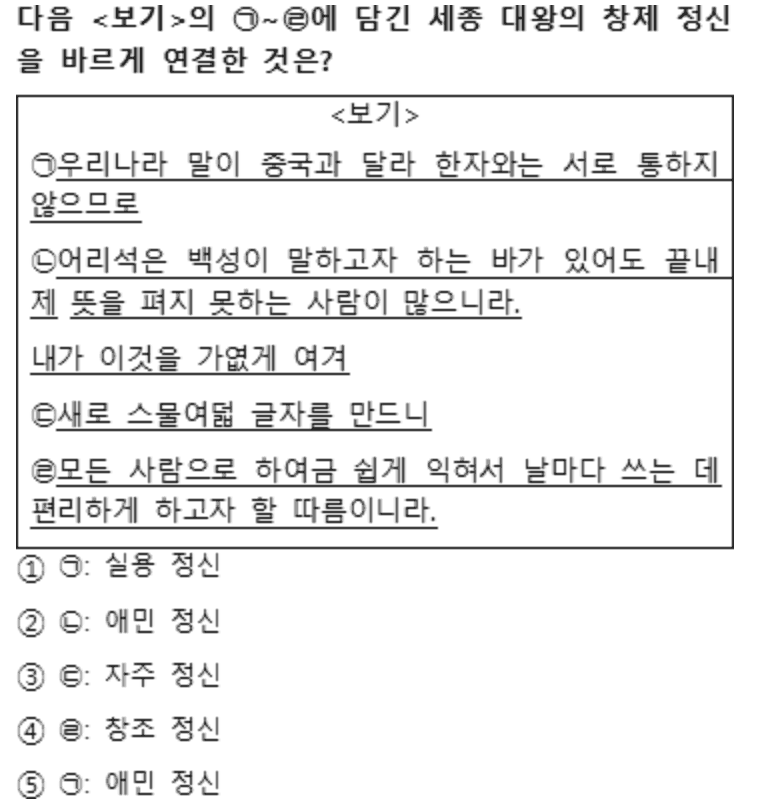 다음 <보기>의 ㉠~㉣에 담긴 세종 대왕의 창제 정신
을 바르게 연결한 것은?
<보기>
㉠우리나라 말이 중국과 달라 한자와는 서로 통하지
않으므로
㉡어리석은 백성이 말하고자 하는 바가 있어도 끝내
제 뜻을 펴지 못하는 사람이 많으니라.
내가 이것을 가엾게 여겨
㉢새로 스물여덟 글자를 만드니
㉣모든 사람으로 하여금 쉽게 익혀서 날마다 쓰는 데
편리하게 하고자 할 따름이니라.
① ㉠: 실용 정신
② ㉡: 애민 정신
③ ㉢: 자주 정신
④ ㉣: 창조 정신
⑤ ㉠: 애민 정신